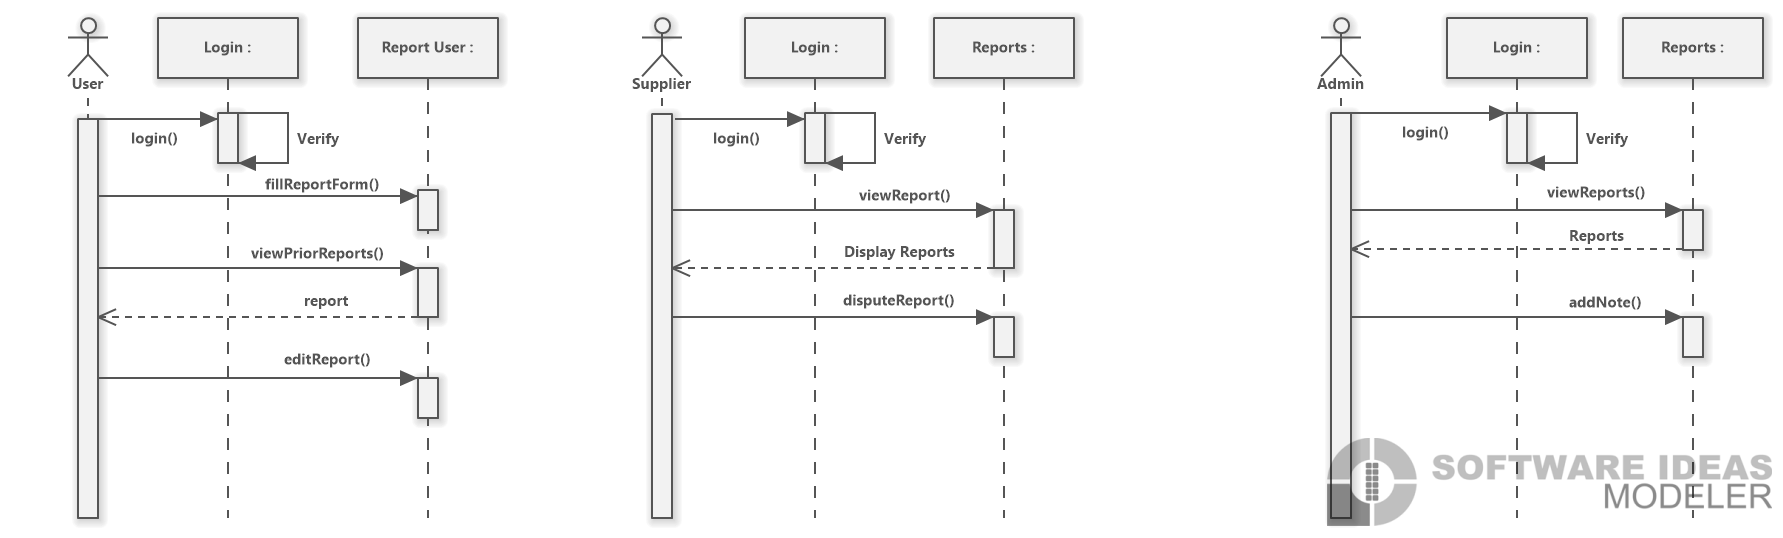 Login :
Report User :
User
login()
Verify
fillReportForm()
viewPriorReports()
report
editReport()
Login :
Reports :
Supplier
login()
Verify
viewReport()
Display Reports
disputeReport()
Login :
Reports :
Admin
login()
Verify
viewReports()
Reports
addNote()
SOFTWARE IDEAS
MODELER